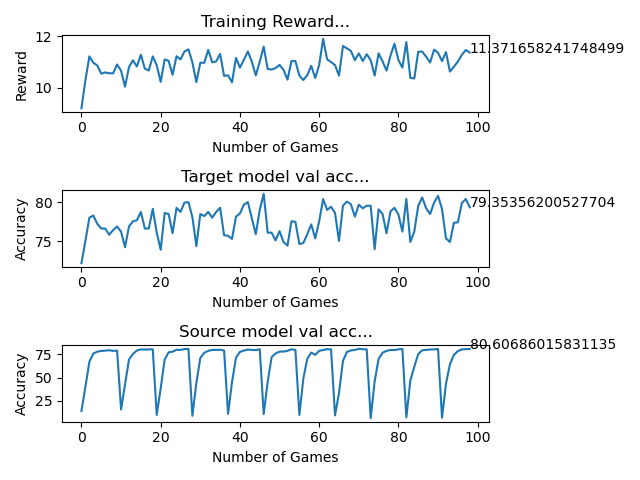 Training Reward...
12
10
Reward
11.371658241748499
0 20 40 60 80 100
Number of Games
Target model val acc...
80
75
Accuracy
79.35356200527704
0 20 40 60 80 100
Number of Games
Source model val acc...
75
50
25
Accuracy
80.60686015831135
0 20 40 60 80 100
Number of Games